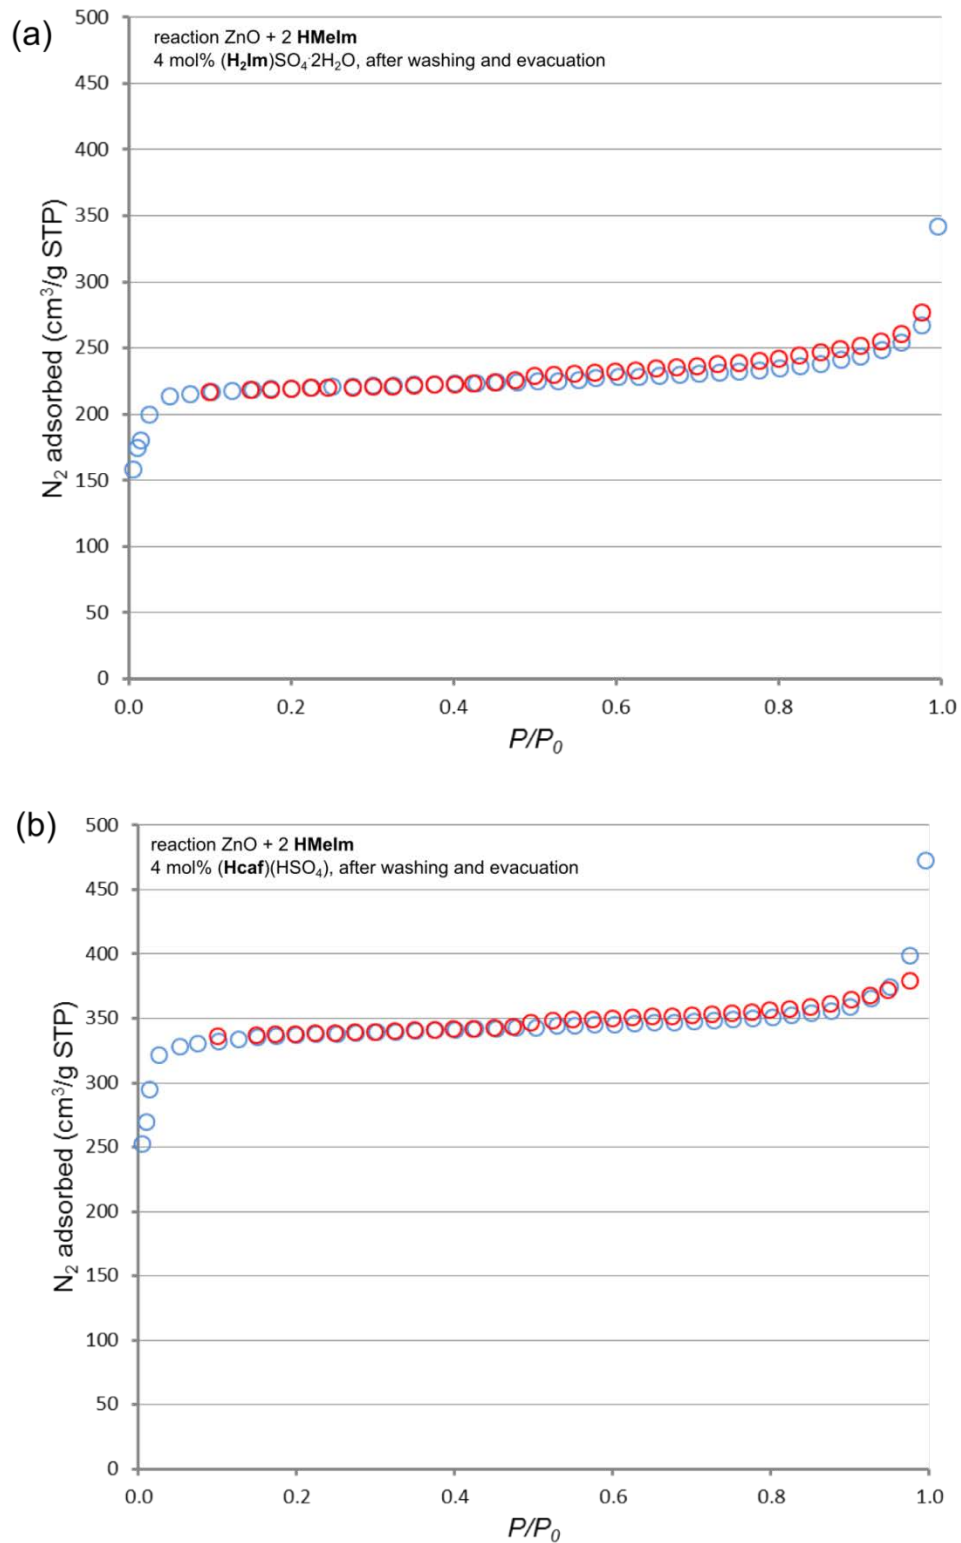 (a)
reaction ZnO + 2 HMeIm
4 mol% (H₂Im)SO₄·2H₂O, after washing and evacuation
N₂ adsorbed (cm³/g STP)
500
450
400
350
300
250
200
150
100
50
0
0.0 0.2 0.4 0.6 0.8 1.0
P/P₀
(b)
reaction ZnO + 2 HMeIm
4 mol% (Hcaf)(HSO₄), after washing and evacuation
N₂ adsorbed (cm³/g STP)
500
450
400
350
300
250
200
150
100
50
0
0.0 0.2 0.4 0.6 0.8 1.0
P/P₀